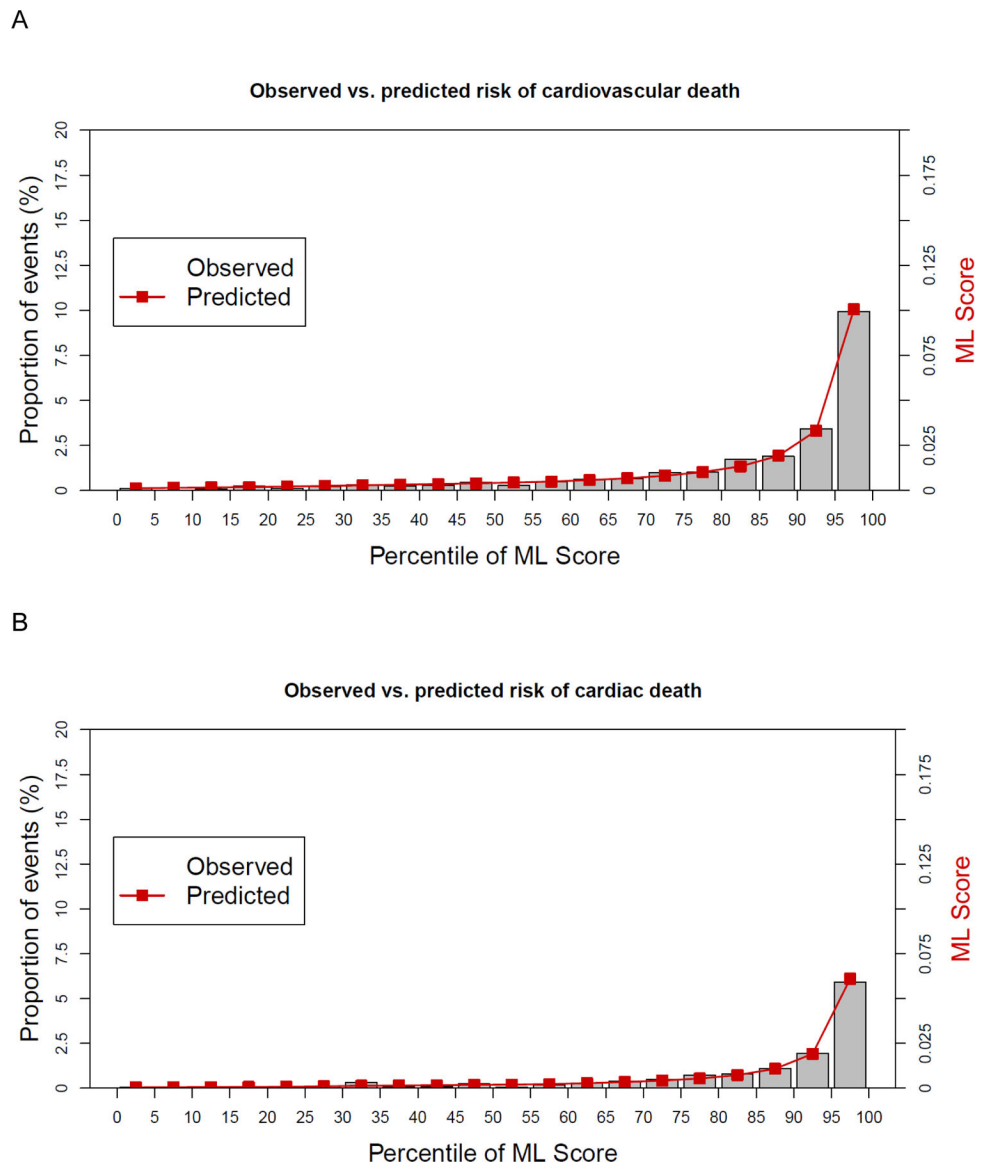 A
Observed vs. predicted risk of cardiovascular death
Proportion of events (%)
20
17.5
15
12.5
10
7.5
5
2.5
0
Observed
Predicted
0.175
0.125
0.075
0.025
0
ML Score
0 5 10 15 20 25 30 35 40 45 50 55 60 65 70 75 80 85 90 95 100
Percentile of ML Score
B
Observed vs. predicted risk of cardiac death
Proportion of events (%)
20
17.5
15
12.5
10
7.5
5
2.5
0
Observed
Predicted
0.175
0.125
0.075
0.025
0
ML Score
0 5 10 15 20 25 30 35 40 45 50 55 60 65 70 75 80 85 90 95 100
Percentile of ML Score